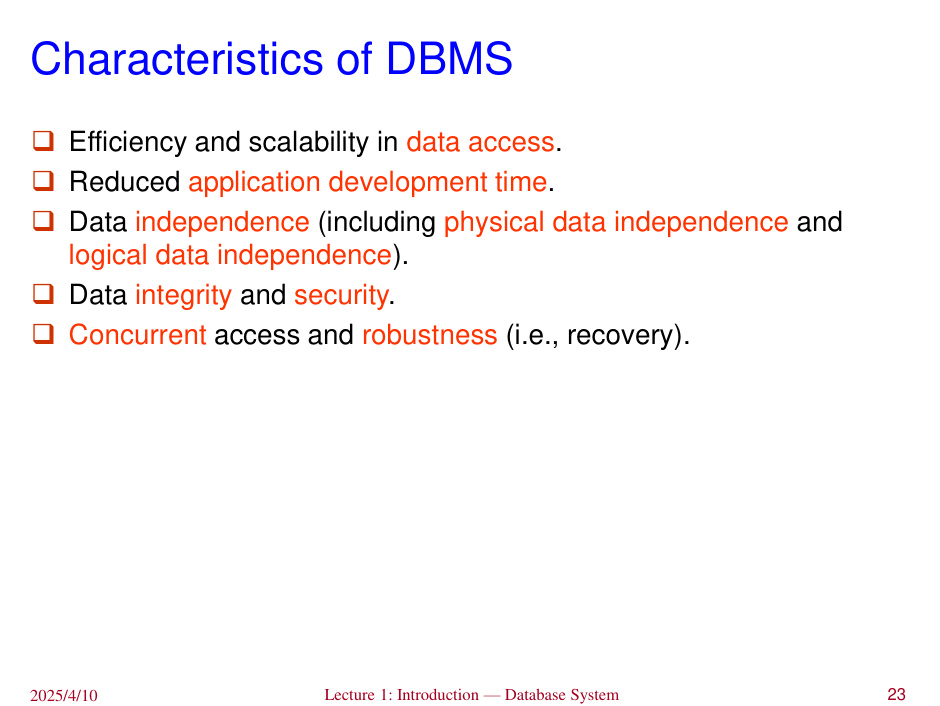 Characteristics of DBMS
❑ Efficiency and scalability in data access.
❑ Reduced application development time.
❑ Data independence (including physical data independence and
logical data independence).
❑ Data integrity and security.
❑ Concurrent access and robustness (i.e., recovery).
2025/4/10 Lecture 1: Introduction — Database System 23